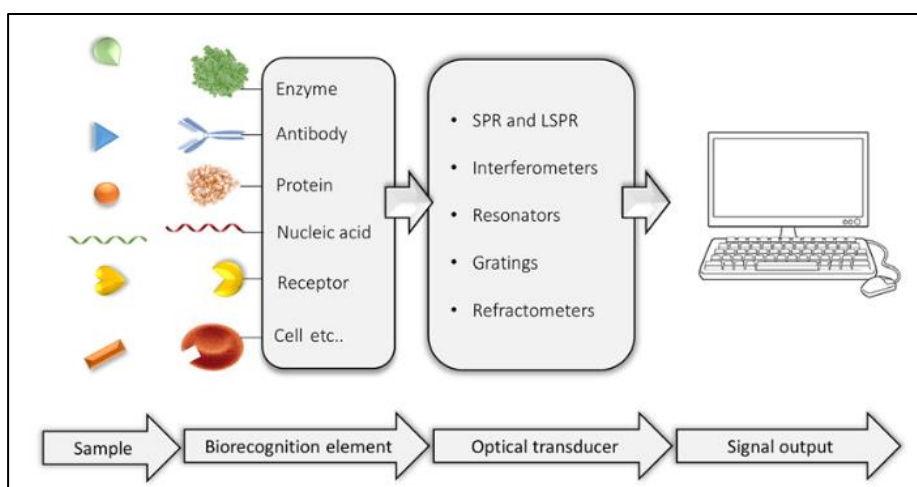 Enzyme
Antibody
Protein
Nucleic acid
Receptor
Cell etc..
• SPR and LSPR
• Interferometers
• Resonators
• Gratings
• Refractometers
Sample
Biorecognition element
Optical transducer
Signal output